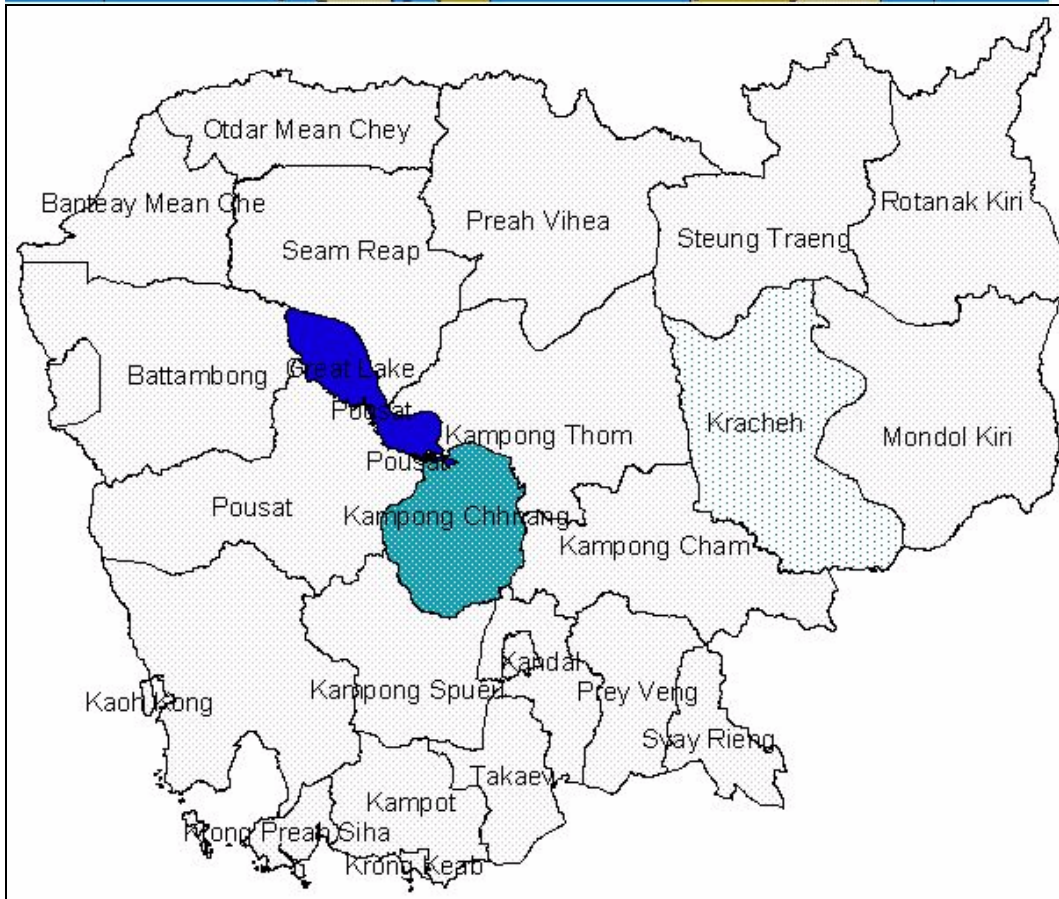 Otdar Mean Chey
Banteay Mean Che
Seam Reap
Preah Vihea
Steung Traeng
Rotanak Kiri
Great Lake
Battambong
Pousat
Kampong Thom
Kracheh
Mondol Kiri
Pousat
Pousat
Kampong Chhnang
Kampong Cham
Kandal
Kaoh Kong
Kampong Spueu
Prey Veng
Svay Rieng
Takaev
Kampot
Krong Preah Siha
Krong Keab